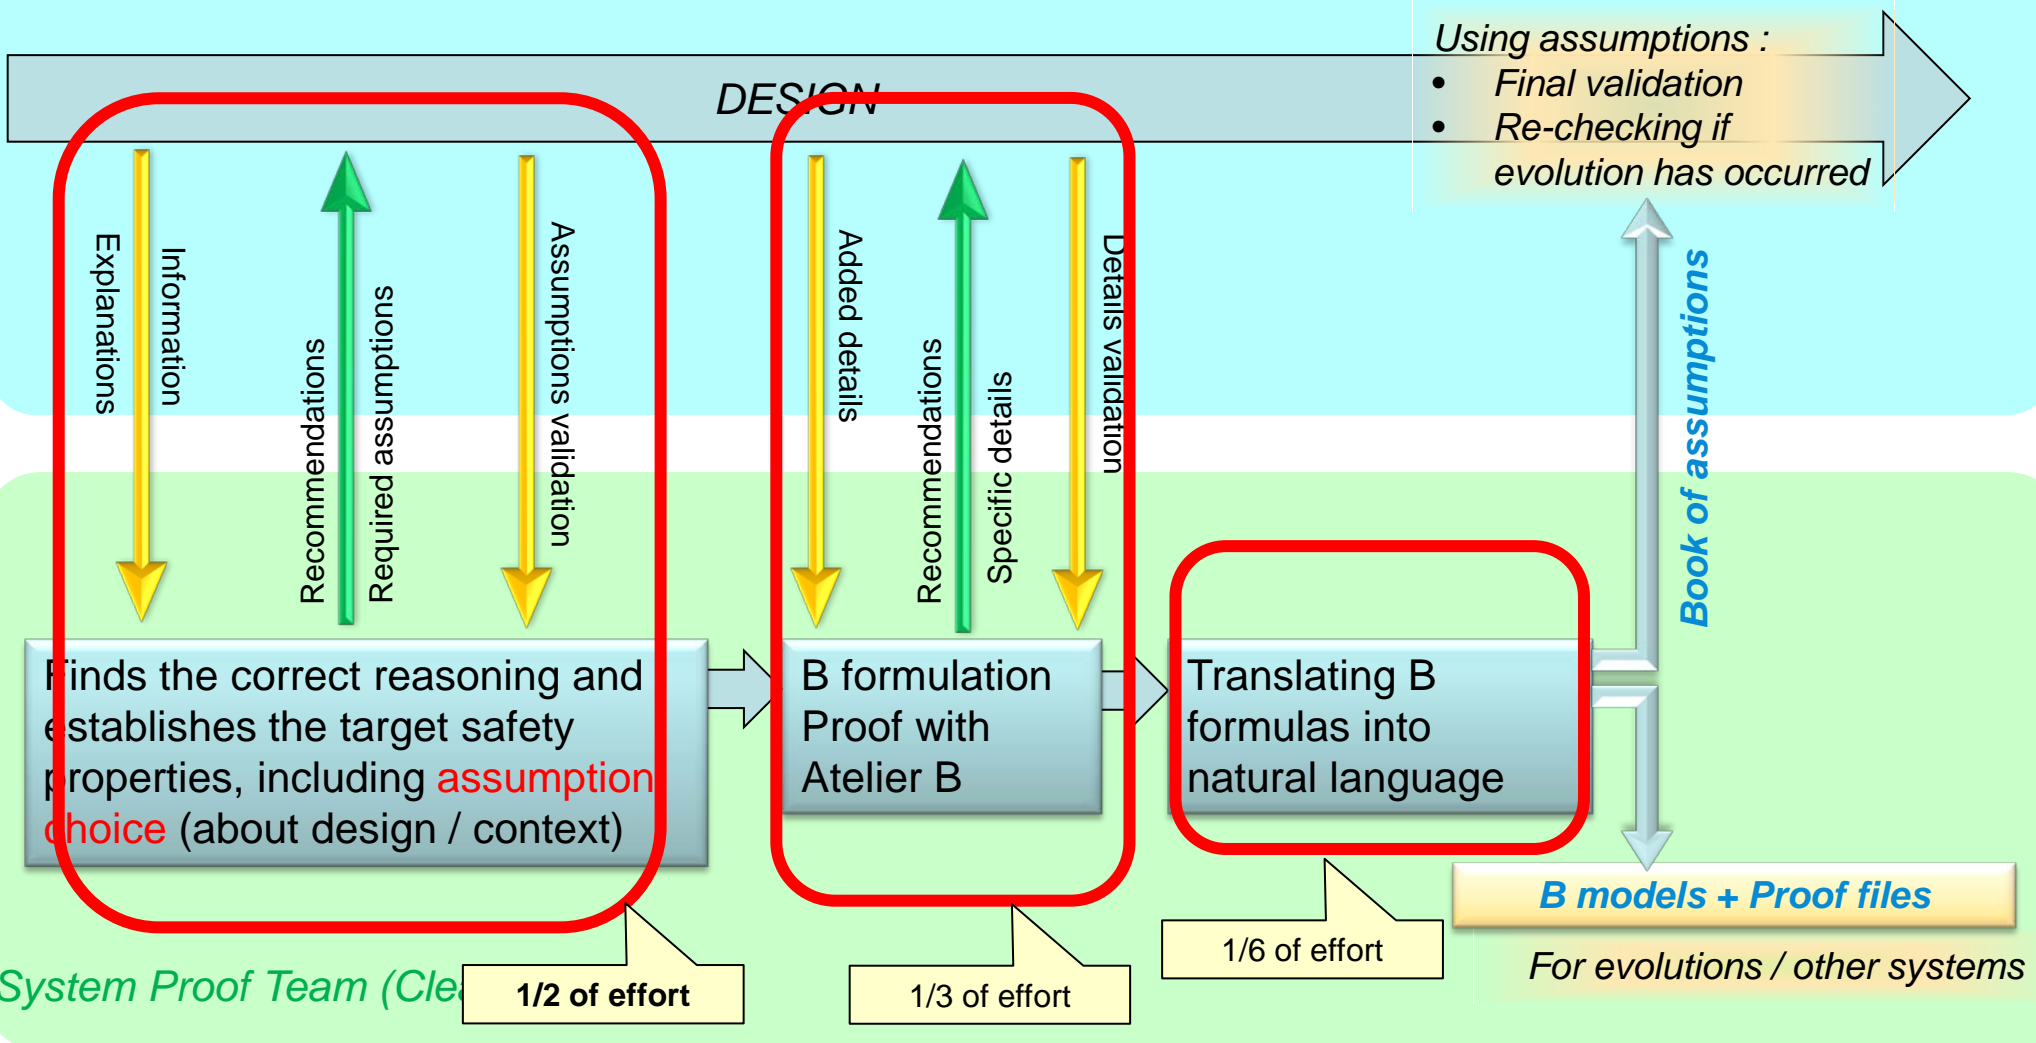 DESIGN
Using assumptions :
• Final validation
• Re-checking if
evolution has occurred
Explanations
Information
Recommendations
Required assumptions
Assumptions validation
Added details
Recommendations
Specific details
Details validation
Book of assumptions
Finds the correct reasoning and
establishes the target safety
properties, including assumption
choice (about design / context)
B formulation
Proof with
Atelier B
Translating B
formulas into
natural language
B models + Proof files
For evolutions / other systems
System Proof Team
1/2 of effort
1/3 of effort
1/6 of effort